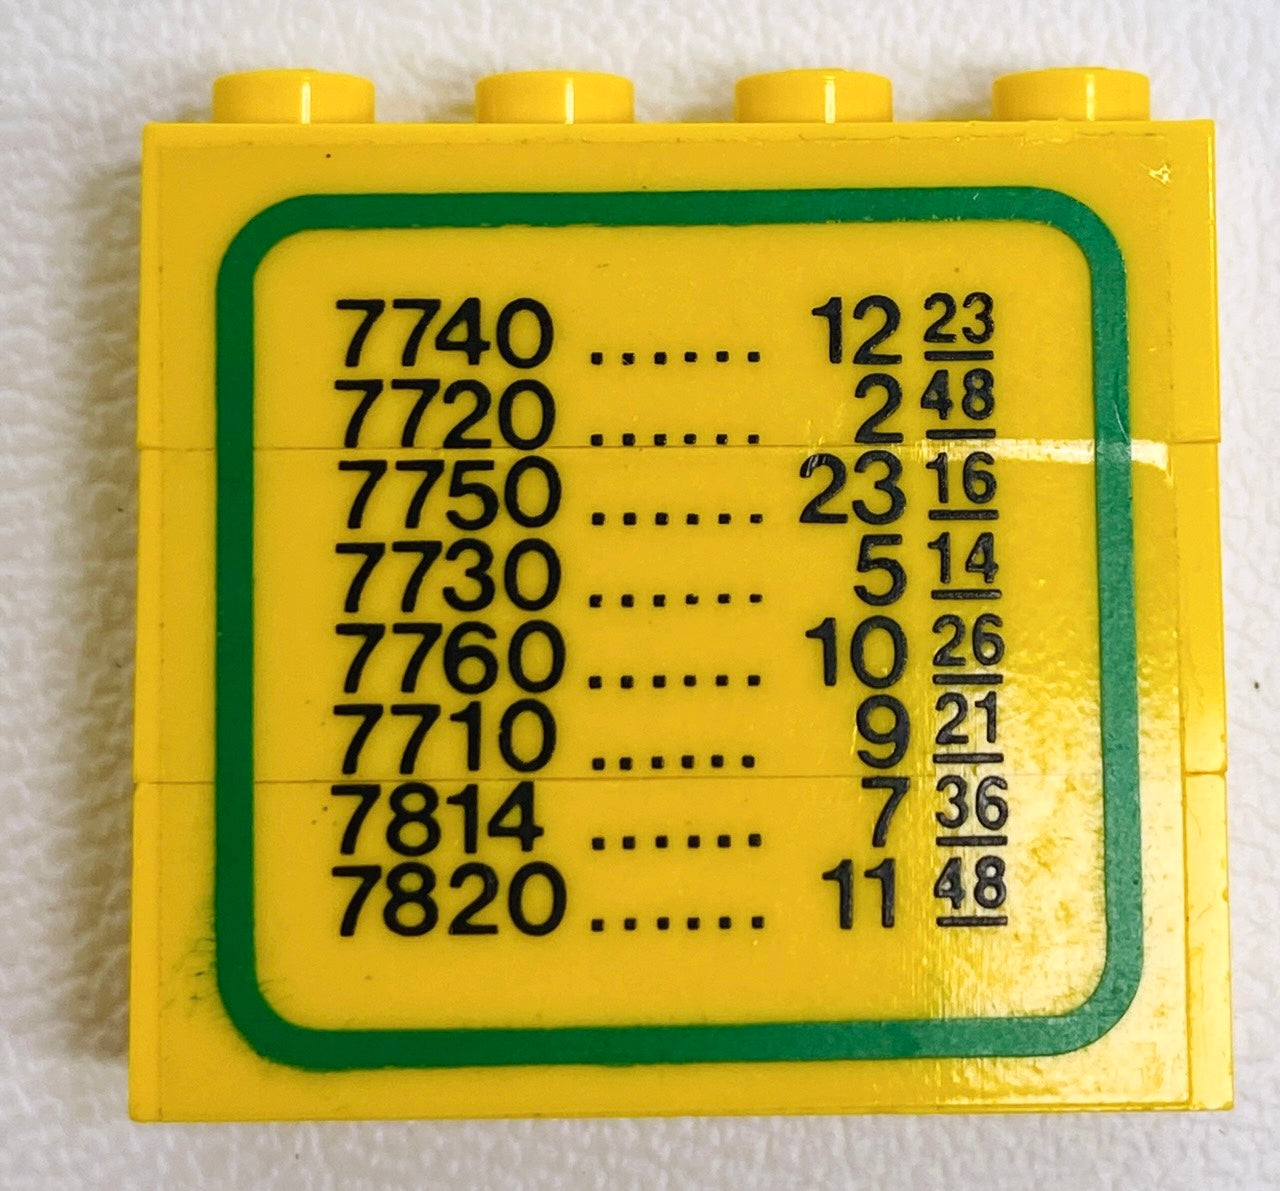 7740 ...... 12 23
7720 ...... 2 48
7750 ...... 23 16
7730 ...... 5 14
7760 ...... 10 26
7710 ...... 9 21
7814 ...... 7 36
7820 ...... 11 48